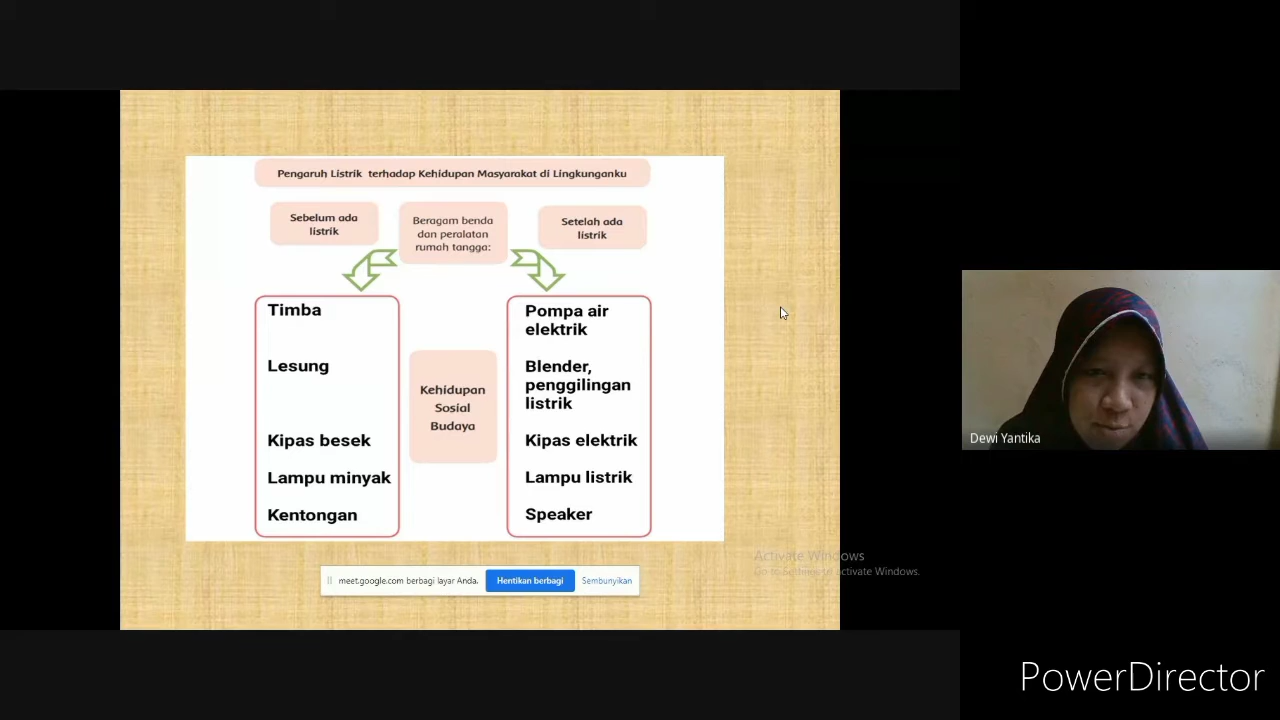 Pengaruh Listrik terhadap Kehidupan Masyarakat di Lingkunganku
Sebelum ada
listrik
Beragam benda
dan peralatan
rumah tangga:
Setelah ada
listrik
Timba
Lesung
Kipas besek
Lampu minyak
Kentongan
Kehidupan
Sosial
Budaya
Pompa air
elektrik
Blender,
penggilingan
listrik
Kipas elektrik
Lampu listrik
Speaker
meet.google.com berbagi layar Anda.
Hentikan berbagi
Sembunyikan
Activate Windows
Go to Settings to activate Windows.
Dewi Yantika
PowerDirector